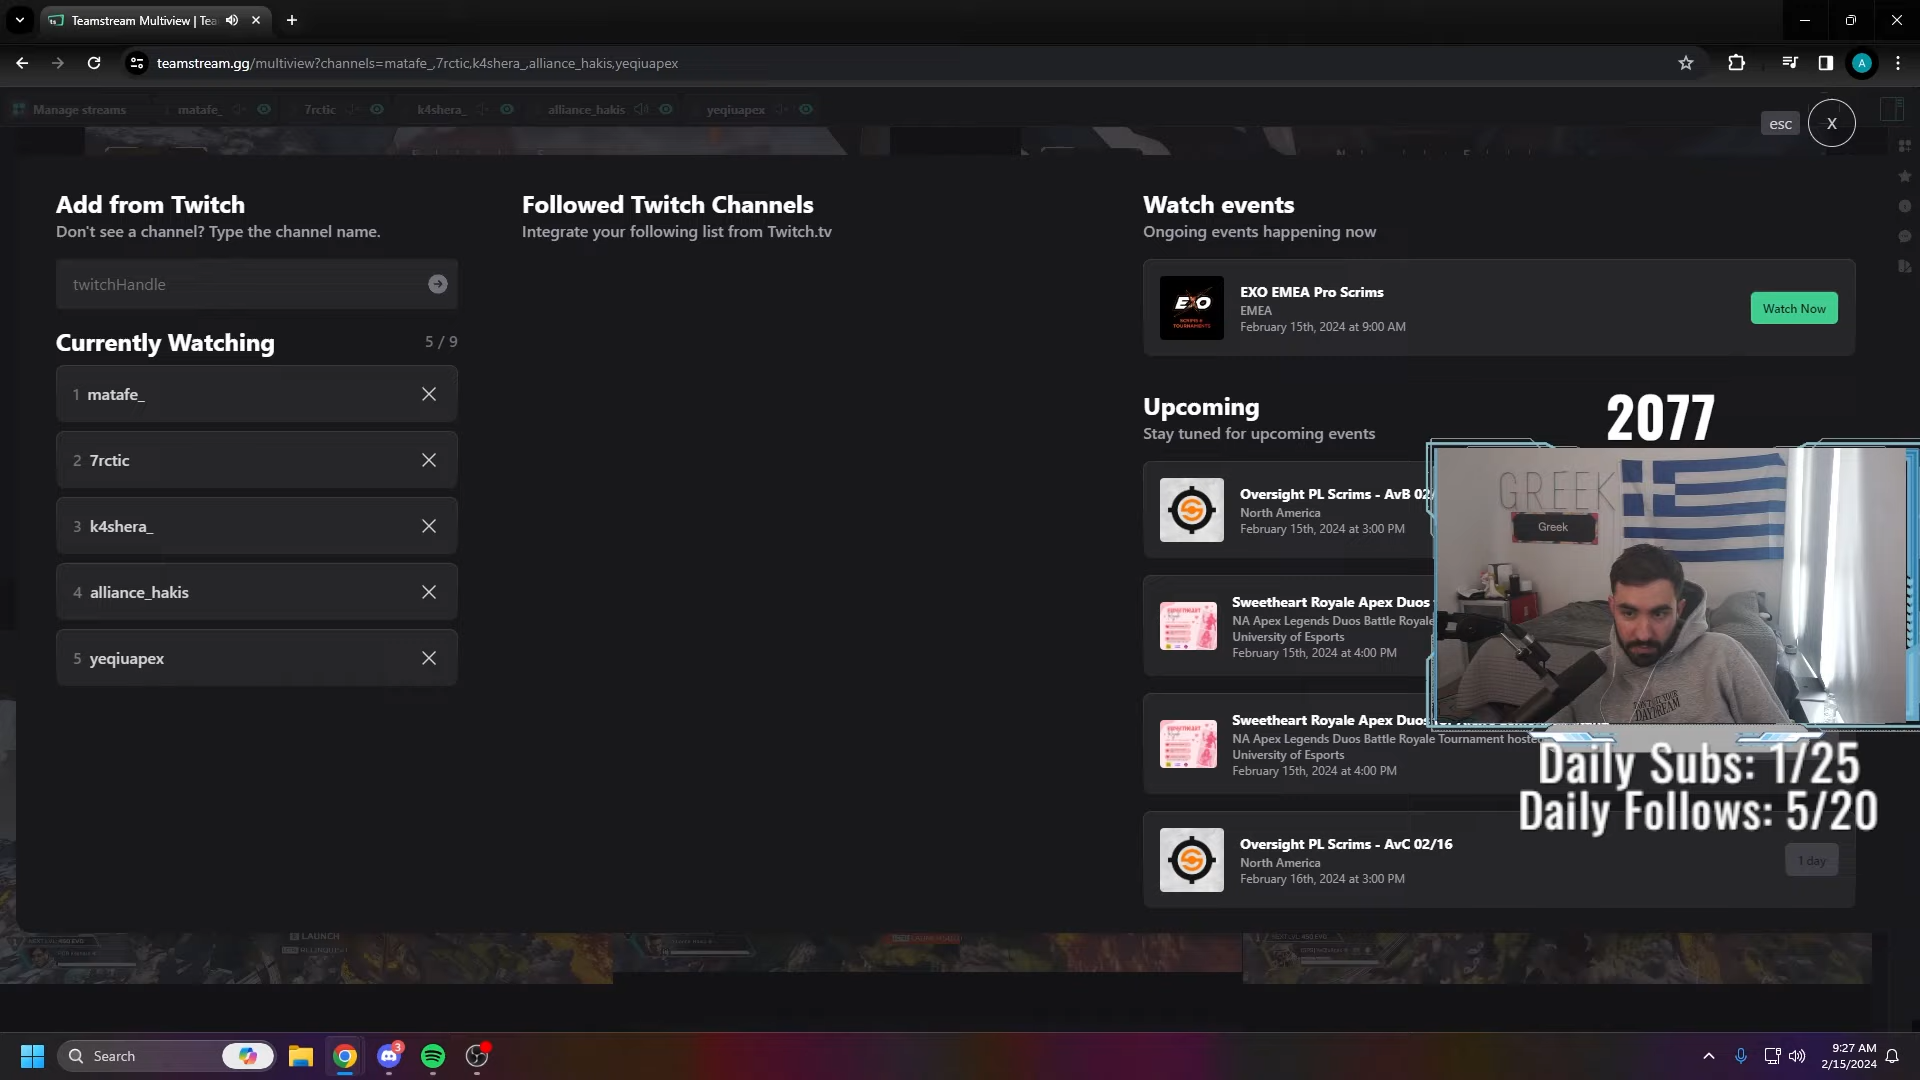 Teamstream Multiview | Tea
teamstream.gg/multiview?channels=matafe_,7rctic,k4shera_,alliance_hakis,yeqiuapex
A
Manage streams
matafe_
7rctic
k4shera_
alliance_hakis
yeqiuapex
esc
X
Add from Twitch
Don't see a channel? Type the channel name.
twitchHandle
Currently Watching
5 / 9
1 matafe_
2 7rctic
3 k4shera_
4 alliance_hakis
5 yeqiuapex
Followed Twitch Channels
Integrate your following list from Twitch.tv
Watch events
Ongoing events happening now
EXO
EXO EMEA Pro Scrims
EMEA
February 15th, 2024 at 9:00 AM
Watch Now
Upcoming
Stay tuned for upcoming events
2077
Oversight PL Scrims - AvB 02/
North America
February 15th, 2024 at 3:00 PM
GREEK
Greek
Sweetheart Royale Apex Duos
NA Apex Legends Duos Battle Royale
University of Esports
February 15th, 2024 at 4:00 PM
DAYDREAM
Sweetheart Royale Apex Duos
NA Apex Legends Duos Battle Royale Tournament hoste
University of Esports
February 15th, 2024 at 4:00 PM
Daily Subs: 1/25
Daily Follows: 5/20
Oversight PL Scrims - AvC 02/16
North America
February 16th, 2024 at 3:00 PM
1 day
LAUNCH
Search
3
9:27 AM
2/15/2024